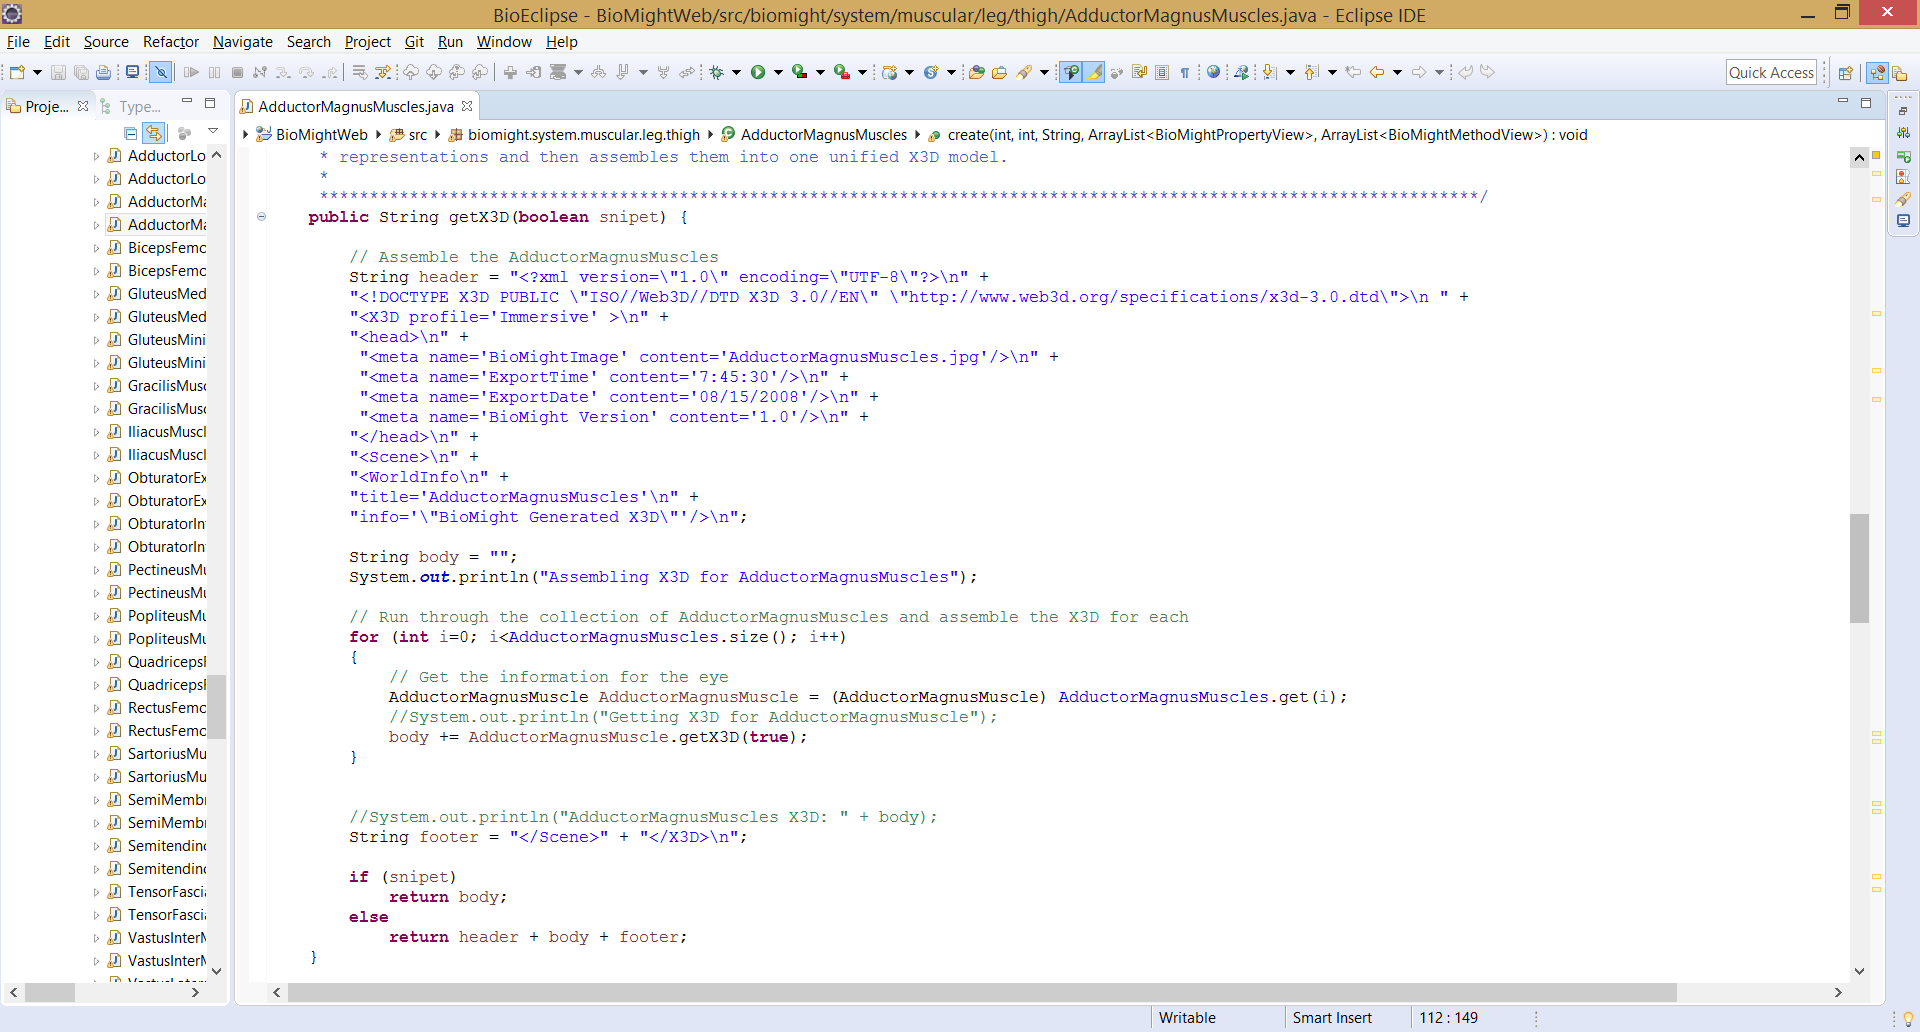 BioEclipse - BioMightWeb/src/biomight/system/muscular/leg/thigh/AdductorMagnusMuscles.java - Eclipse IDE
File Edit Source Refactor Navigate Search Project Git Run Window Help
Quick Access
Proje... Type...
AdductorMagnusMuscles.java
BioMightWeb src biomight.system.muscular.leg.thigh AdductorMagnusMuscles create(int, int, String, ArrayList<BioMightPropertyView>, ArrayList<BioMightMethodView>) : void
AdductorLo
AdductorLo
AdductorMa
AdductorMa
BicepsFemo
BicepsFemo
GluteusMed
GluteusMed
GluteusMini
GluteusMini
GracilisMusc
GracilisMusc
IliacusMuscl
IliacusMuscl
ObturatorEx
ObturatorEx
ObturatorIn
ObturatorIn
PectineusMu
PectineusMu
PopliteusMu
PopliteusMu
QuadricepsF
QuadricepsF
RectusFemo
RectusFemo
SartoriusMu
SartoriusMu
SemiMembr
SemiMembr
Semitendino
Semitendino
TensorFascia
TensorFascia
VastusInterM
VastusInterM
* representations and then assembles them into one unified X3D model.
*
********************************************************************************************************************/
public String getX3D(boolean snipet) {
// Assemble the AdductorMagnusMuscles
String header = "<?xml version=\"1.0\" encoding=\"UTF-8\"?>\n" +
"<!DOCTYPE X3D PUBLIC \"ISO//Web3D//DTD X3D 3.0//EN\" \"http://www.web3d.org/specifications/x3d-3.0.dtd\">\n " +
"<X3D profile='Immersive' >\n" +
"<head>\n" +
"<meta name='BioMightImage' content='AdductorMagnusMuscles.jpg'/>\n" +
"<meta name='ExportTime' content='7:45:30'/>\n" +
"<meta name='ExportDate' content='08/15/2008'/>\n" +
"<meta name='BioMight Version' content='1.0'/>\n" +
"</head>\n" +
"<Scene>\n" +
"<WorldInfo\n" +
"title='AdductorMagnusMuscles'\n" +
"info='\"BioMight Generated X3D\"'/>\n";
String body = "";
System.out.println("Assembling X3D for AdductorMagnusMuscles");
// Run through the collection of AdductorMagnusMuscles and assemble the X3D for each
for (int i=0; i<AdductorMagnusMuscles.size(); i++)
{
// Get the information for the eye
AdductorMagnusMuscle AdductorMagnusMuscle = (AdductorMagnusMuscle) AdductorMagnusMuscles.get(i);
//System.out.println("Getting X3D for AdductorMagnusMuscle");
body += AdductorMagnusMuscle.getX3D(true);
}
//System.out.println("AdductorMagnusMuscles X3D: " + body);
String footer = "</Scene>" + "</X3D>\n";
if (snipet)
return body;
else
return header + body + footer;
}
Writable Smart Insert 112 : 149